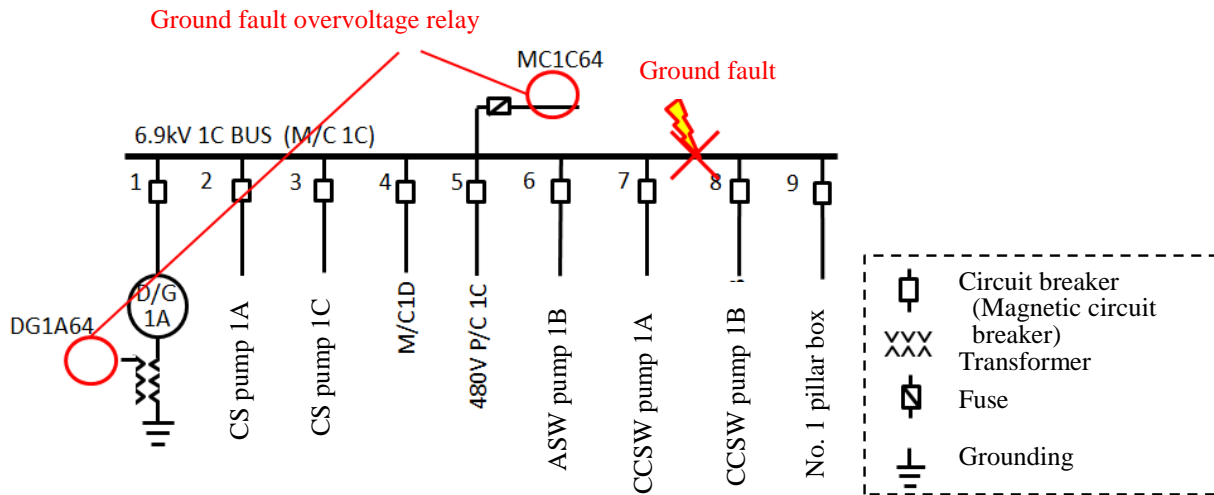 Ground fault overvoltage relay
MC1C64
Ground fault
6.9kV 1C BUS (M/C 1C)
1
2
3
4
5
6
7
8
9
D/G
1A
DG1A64
CS pump 1A
CS pump 1C
M/C1D
480V P/C 1C
ASW pump 1B
CCSW pump 1A
CCSW pump 1B
No. 1 pillar box
Circuit breaker
(Magnetic circuit
breaker)
Transformer
Fuse
Grounding